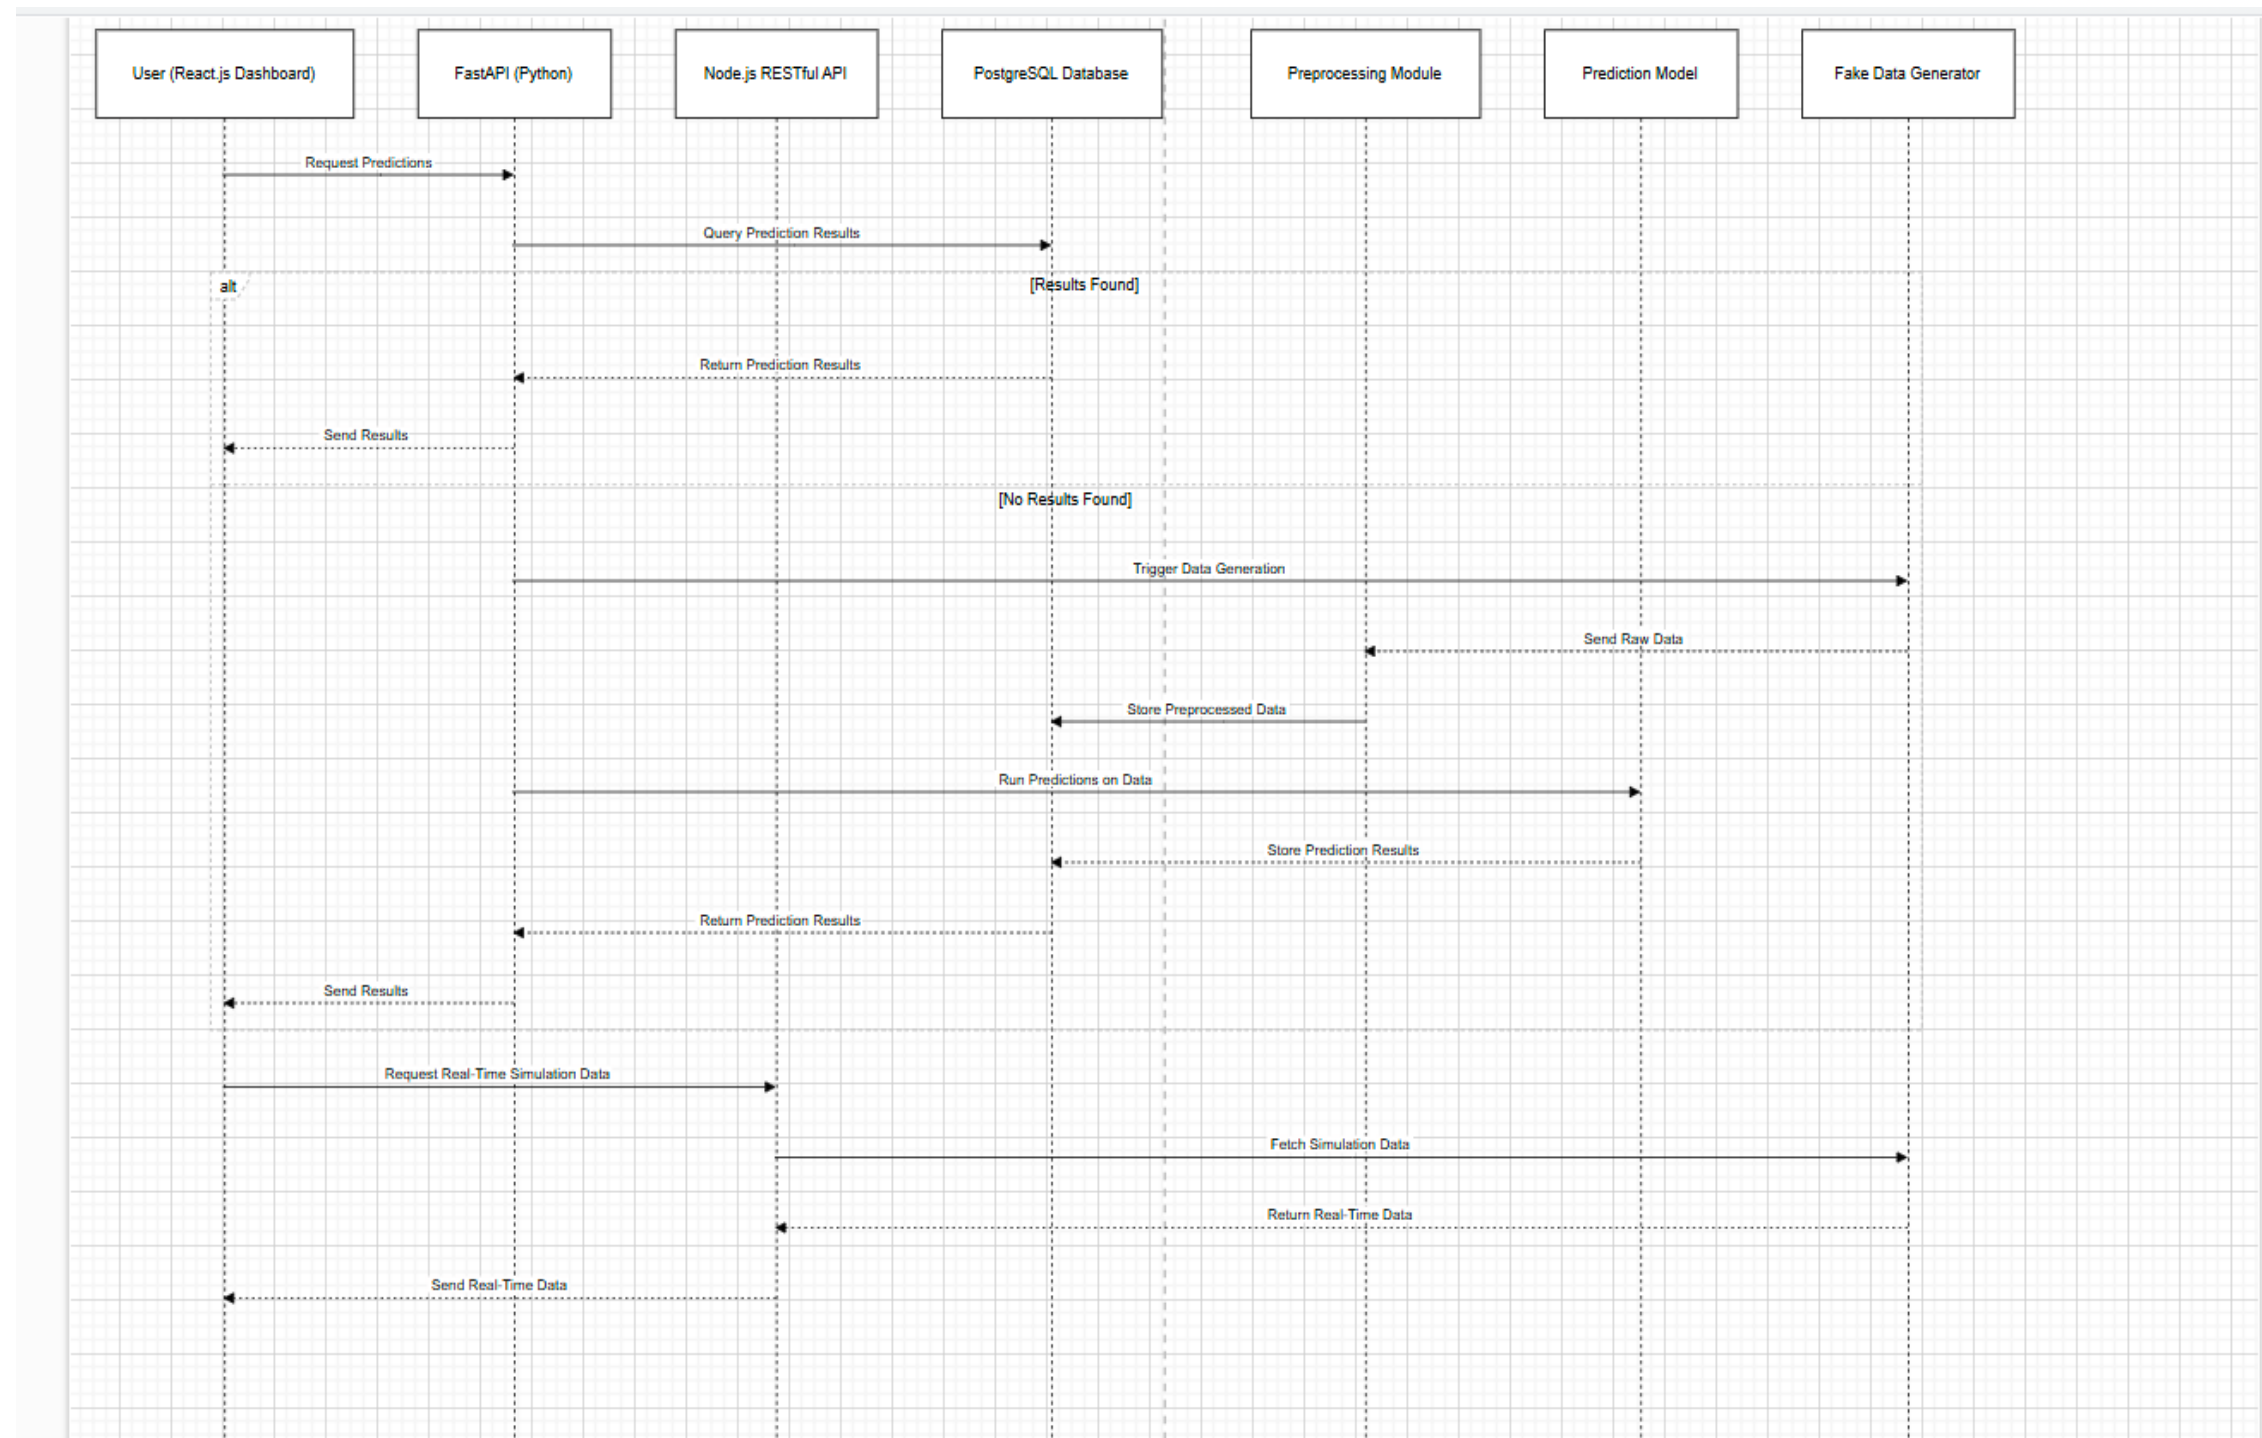 User (React.js Dashboard)
FastAPI (Python)
Node.js RESTful API
PostgreSQL Database
Preprocessing Module
Prediction Model
Fake Data Generator
Request Predictions
Query Prediction Results
alt
[Results Found]
Return Prediction Results
Send Results
[No Results Found]
Trigger Data Generation
Send Raw Data
Store Preprocessed Data
Run Predictions on Data
Store Prediction Results
Return Prediction Results
Send Results
Request Real-Time Simulation Data
Fetch Simulation Data
Return Real-Time Data
Send Real-Time Data